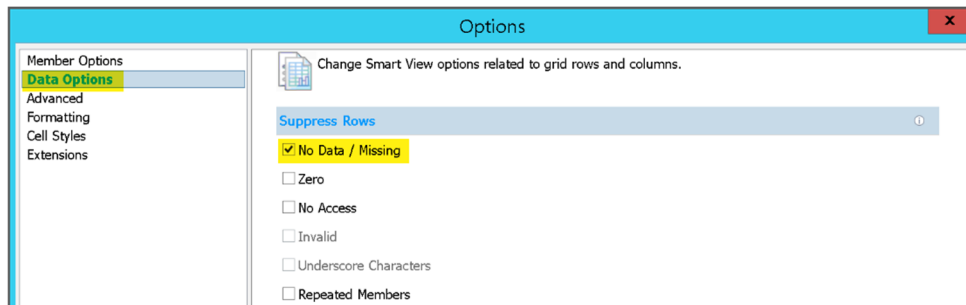 Options
x
Member Options
Data Options
Advanced
Formatting
Cell Styles
Extensions
Change Smart View options related to grid rows and columns.
Suppress Rows
No Data / Missing
Zero
No Access
Invalid
Underscore Characters
Repeated Members